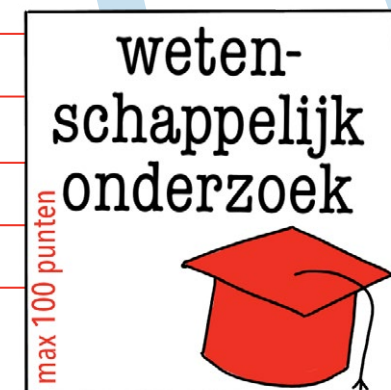 weten-
schappelijk
onderzoek
max 100 punten